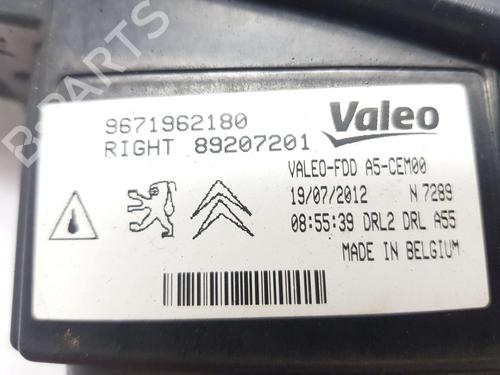 9671962180
RIGHT 89207201
Valeo
VALEO-FDD A5-CEM00
19/07/2012 N 7289
08:55:39 DRL2 DRL A55
MADE IN BELGIUM
B-PARTS